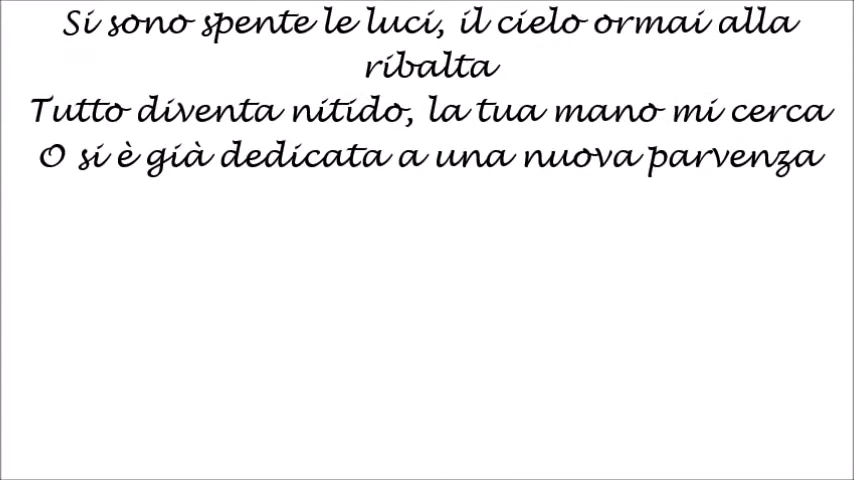 Si sono spente le luci, il cielo ormai alla
ribalta
Tutto diventa nitido, la tua mano mi cerca
O si è già dedicata a una nuova parvenza